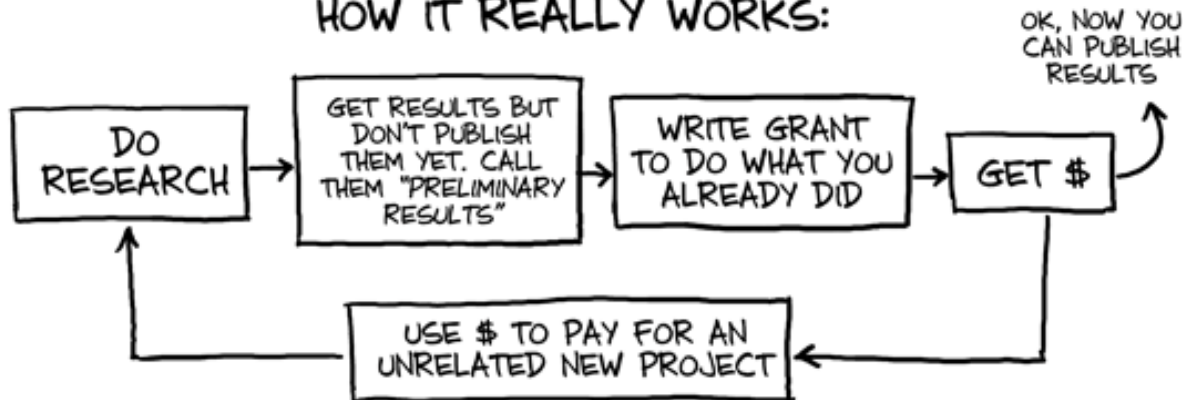 HOW IT REALLY WORKS:
DO
RESEARCH
GET RESULTS BUT
DON'T PUBLISH
THEM YET. CALL
THEM "PRELIMINARY
RESULTS"
WRITE GRANT
TO DO WHAT YOU
ALREADY DID
GET $
OK, NOW YOU
CAN PUBLISH
RESULTS
USE $ TO PAY FOR AN
UNRELATED NEW PROJECT